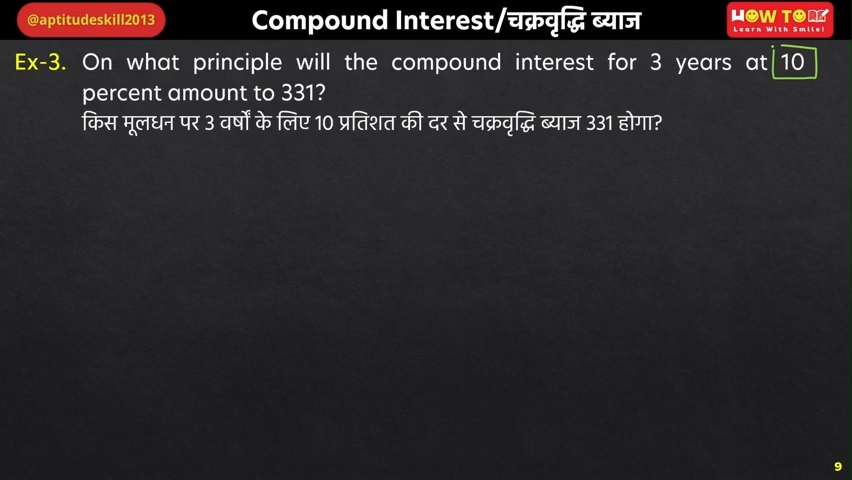 @aptitudeskill2013
Compound Interest/चक्रवृद्धि ब्याज
HOW TO
Learn With Smile!
Ex-3. On what principle will the compound interest for 3 years at 10
percent amount to 331?
किस मूलधन पर 3 वर्षों के लिए 10 प्रतिशत की दर से चक्रवृद्धि ब्याज 331 होगा?
9